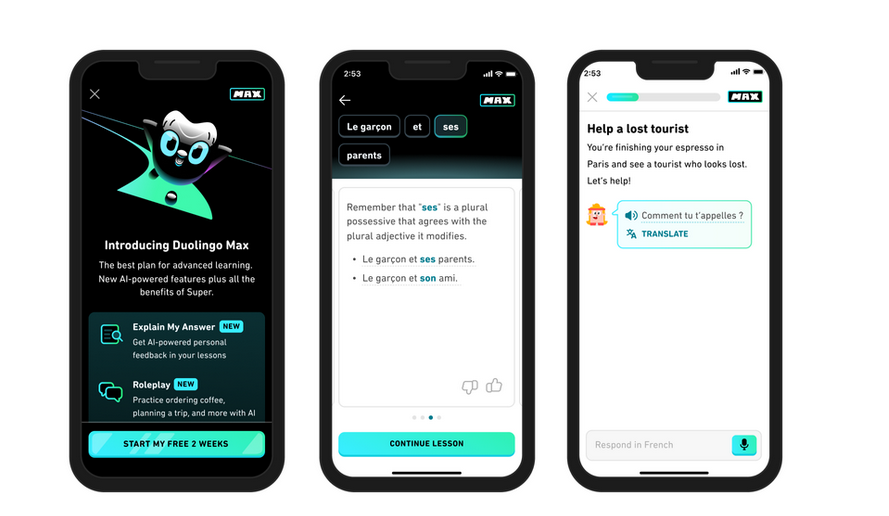 MAX
Introducing Duolingo Max
The best plan for advanced learning.
New AI-powered features plus all the
benefits of Super.
Explain My Answer NEW
Get AI-powered personal
feedback in your lessons
Roleplay NEW
Practice ordering coffee,
planning a trip, and more with AI
START MY FREE 2 WEEKS
2:53
MAX
Le garçon et ses
parents
Remember that "ses" is a plural
possessive that agrees with the
plural adjective it modifies.
• Le garçon et ses parents.
• Le garçon et son ami.
CONTINUE LESSON
2:53
MAX
Help a lost tourist
You're finishing your espresso in
Paris and see a tourist who looks lost.
Let's help!
Comment tu t'appelles ?
TRANSLATE
Respond in French